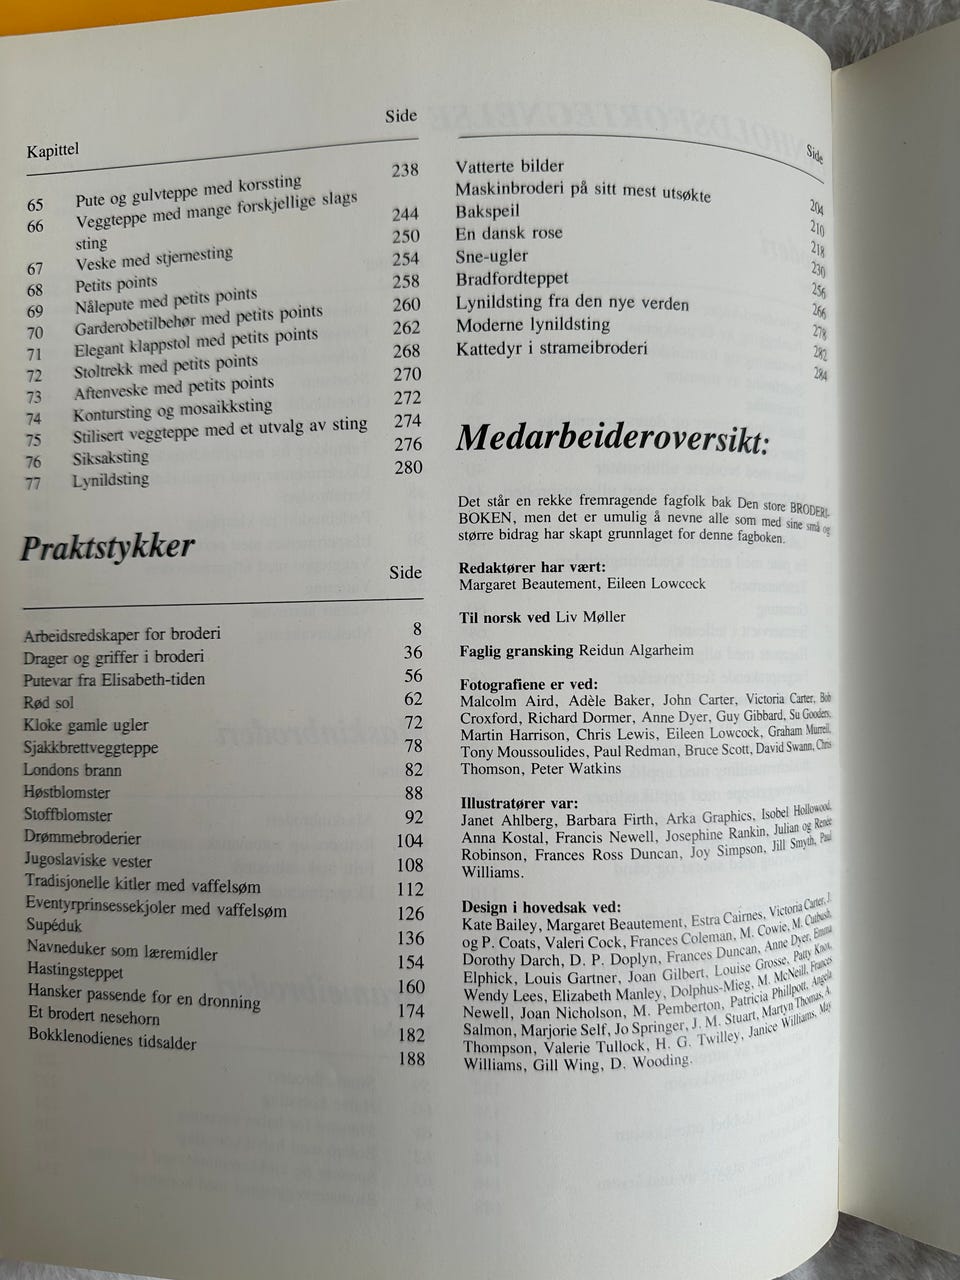 Kapittel Side
65 Pute og gulvteppe med korssting 238
66 Veggteppe med mange forskjellige slags
sting 244
67 Veske med stjernesting 250
68 Petits points 254
69 Nålepute med petits points 258
70 Garderobetilbehør med petits points 260
71 Elegant klappstol med petits points 262
72 Stoltrekk med petits points 268
73 Aftenveske med petits points 270
74 Kontursting og mosaikksting 272
75 Stilisert veggteppe med et utvalg av sting 274
76 Siksaksting 276
77 Lynildsting 280
Praktstykker
Side
Arbeidsredskaper for broderi 8
Drager og griffer i broderi 36
Putevar fra Elisabeth-tiden 56
Rød sol 62
Kloke gamle ugler 72
Sjakkbrettveggteppe 78
Londons brann 82
Høstblomster 88
Stoffblomster 92
Drømmebroderier 104
Jugoslaviske vester 108
Tradisjonelle kitler med vaffelsøm 112
Eventyrprinsessekjoler med vaffelsøm 126
Supéduk 136
Navneduker som læremidler 154
Hastingsteppet 160
Hansker passende for en dronning 174
Et brodert nesehorn 182
Bokklenodienes tidsalder 188
Side
Vatterte bilder 204
Maskinbroderi på sitt mest utsøkte 210
Bakspeil 218
En dansk rose 230
Sne-ugler 256
Bradfordteppet 266
Lynildsting fra den nye verden 278
Moderne lynildsting 282
Kattedyr i strameibroderi 284
Medarbeideroversikt:
Det står en rekke fremragende fagfolk bak Den store BRODERI-
BOKEN, men det er umulig å nevne alle som med sine små og
større bidrag har skapt grunnlaget for denne fagboken.
Redaktører har vært:
Margaret Beautement, Eileen Lowcock
Til norsk ved Liv Møller
Faglig gransking Reidun Algarheim
Fotografiene er ved:
Malcolm Aird, Adèle Baker, John Carter, Victoria Carter, Bob
Croxford, Richard Dormer, Anne Dyer, Guy Gibbard, Su Gooders,
Martin Harrison, Chris Lewis, Eileen Lowcock, Graham Murrell,
Tony Moussoulides, Paul Redman, Bruce Scott, David Swann, Chris
Thomson, Peter Watkins
Illustratører var:
Janet Ahlberg, Barbara Firth, Arka Graphics, Isobel Hollowood,
Anna Kostal, Francis Newell, Josephine Rankin, Julian og Renée
Robinson, Frances Ross Duncan, Joy Simpson, Jill Smyth, Paul
Williams.
Design i hovedsak ved:
Kate Bailey, Margaret Beautement, Estra Cairnes, Victoria Carter, J.
og P. Coats, Valeri Cock, Frances Coleman, M. Cowie, M. Cutbush,
Dorothy Darch, D. P. Doplyn, Frances Duncan, Anne Dyer, Emma
Elphick, Louis Gartner, Joan Gilbert, Louise Grosse, Patty Knox,
Wendy Lees, Elizabeth Manley, Dolphus-Mieg, M. McNeill, Frances
Newell, Joan Nicholson, M. Pemberton, Patricia Phillpott, Angela
Salmon, Marjorie Self, Jo Springer, J. M. Stuart, Martyn Thomas, A.
Thompson, Valerie Tullock, H. G. Twilley, Janice Williams, May
Williams, Gill Wing, D. Wooding.